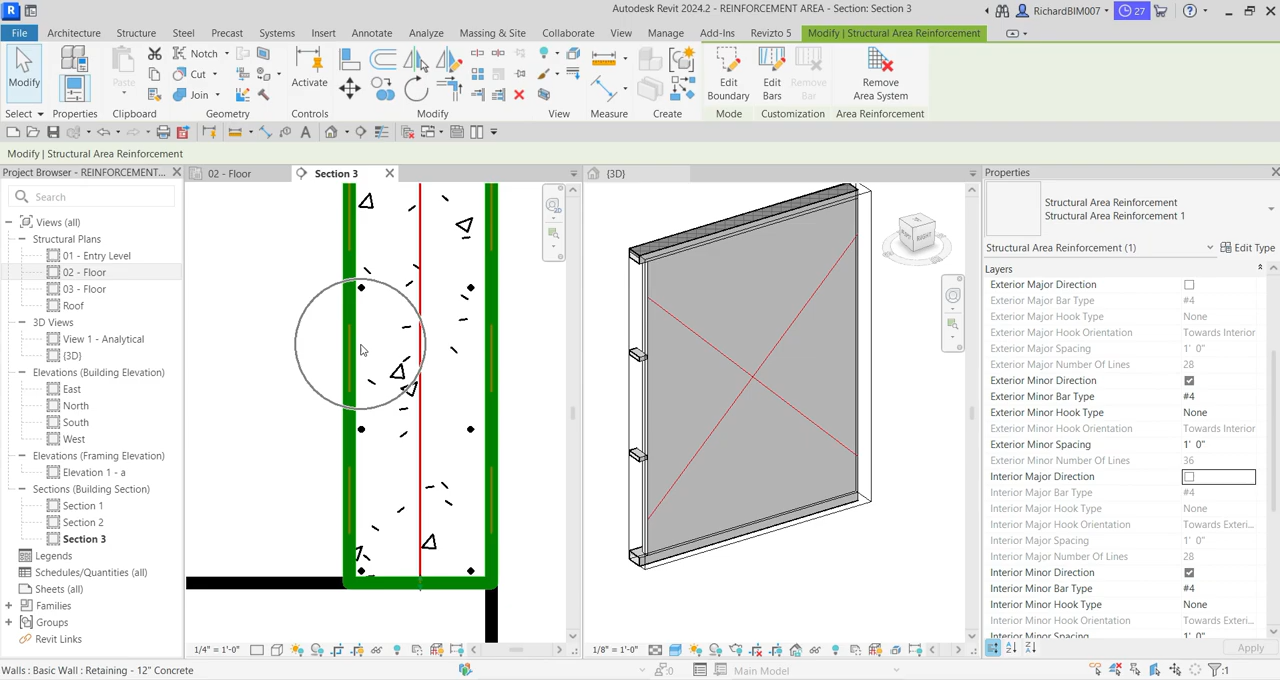 Autodesk Revit 2024.2 - REINFORCEMENT AREA - Section: Section 3
RichardBIM007
27
File
Architecture
Structure
Steel
Precast
Systems
Insert
Annotate
Analyze
Massing & Site
Collaborate
View
Manage
Add-Ins
Revizto 5
Modify | Structural Area Reinforcement
Modify
Paste
Notch
Cut
Join
Activate
Edit Boundary
Edit Bars
Remove Bar
Remove Area System
Select
Properties
Clipboard
Geometry
Controls
Modify
View
Measure
Create
Mode
Customization
Area Reinforcement
Modify | Structural Area Reinforcement
Project Browser - REINFORCEMENT...
Search
Views (all)
Structural Plans
01 - Entry Level
02 - Floor
03 - Floor
Roof
3D Views
View 1 - Analytical
{3D}
Elevations (Building Elevation)
East
North
South
West
Elevations (Framing Elevation)
Elevation 1 - a
Sections (Building Section)
Section 1
Section 2
Section 3
Legends
Schedules/Quantities (all)
Sheets (all)
Families
Groups
Revit Links
02 - Floor
Section 3
{3D}
RIGHT
1/4" = 1'-0"
1/8" = 1'-0"
Properties
Structural Area Reinforcement
Structural Area Reinforcement 1
Structural Area Reinforcement (1)
Edit Type
Layers
Exterior Major Direction
Exterior Major Bar Type #4
Exterior Major Hook Type None
Exterior Major Hook Orientation Towards Interior
Exterior Major Spacing 1' 0"
Exterior Major Number Of Lines 28
Exterior Minor Direction
Exterior Minor Bar Type #4
Exterior Minor Hook Type None
Exterior Minor Hook Orientation Towards Interior
Exterior Minor Spacing 1' 0"
Exterior Minor Number Of Lines 36
Interior Major Direction
Interior Major Bar Type #4
Interior Major Hook Type None
Interior Major Hook Orientation Towards Exteri...
Interior Major Spacing 1' 0"
Interior Major Number Of Lines 28
Interior Minor Direction
Interior Minor Bar Type #4
Interior Minor Hook Type None
Interior Minor Hook Orientation Towards Exteri...
Interior Minor Spacing 1' 0"
Apply
Walls : Basic Wall : Retaining - 12" Concrete
:0
Main Model
:1